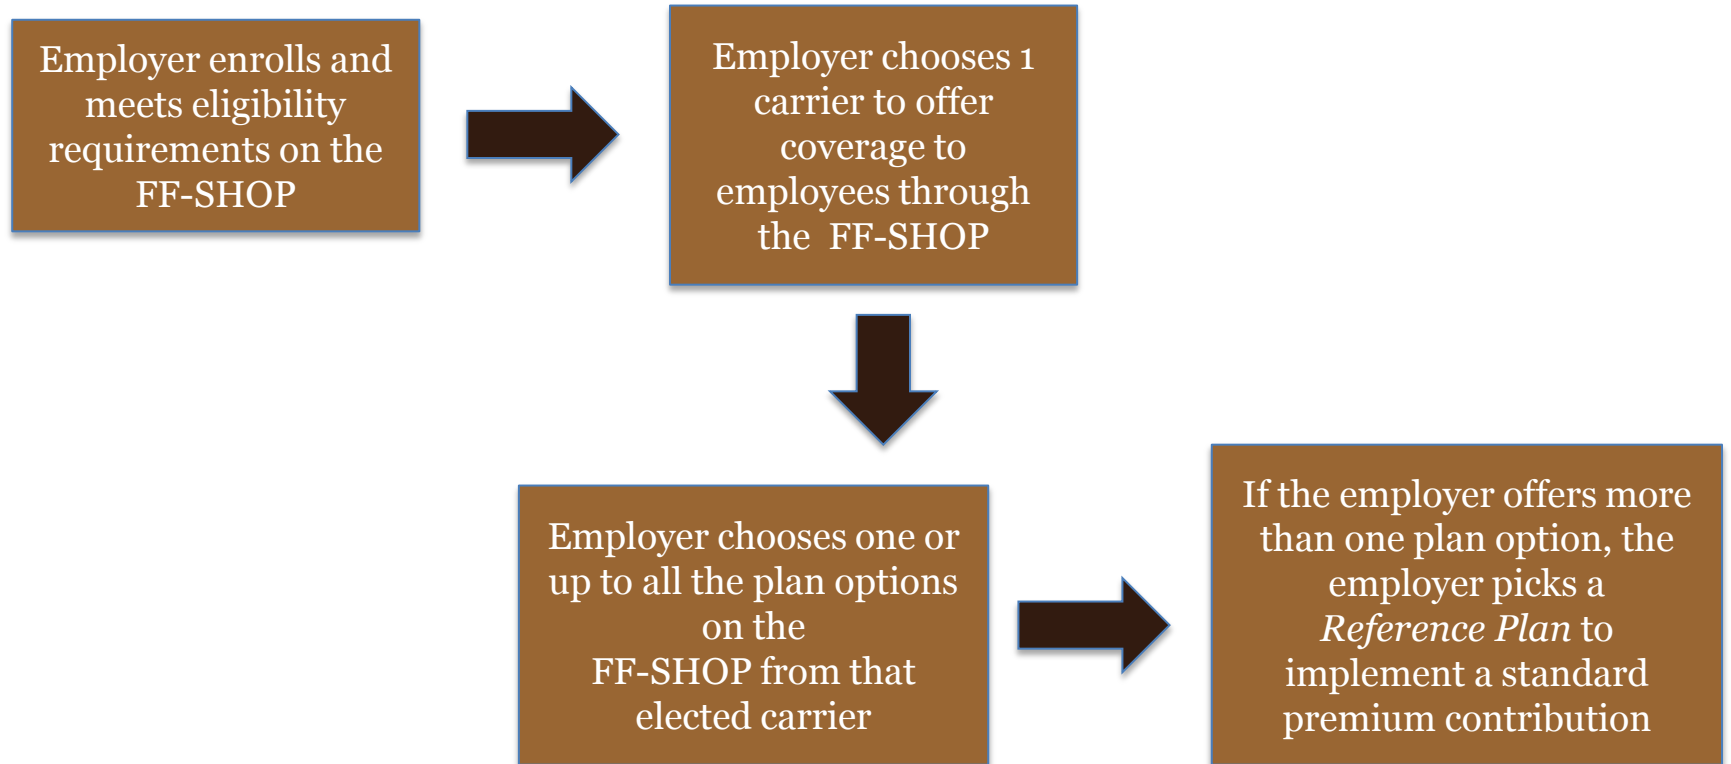 Employer enrolls and
meets eligibility
requirements on the
FF-SHOP
Employer chooses 1
carrier to offer
coverage to
employees through
the FF-SHOP
Employer chooses one or
up to all the plan options
on the
FF-SHOP from that
elected carrier
If the employer offers more
than one plan option, the
employer picks a
Reference Plan to
implement a standard
premium contribution